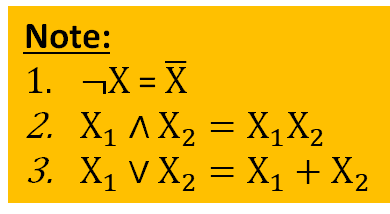 Note:
1. ¬X = X̅
2. X₁ ∧ X₂ = X₁X₂
3. X₁ ∨ X₂ = X₁ + X₂